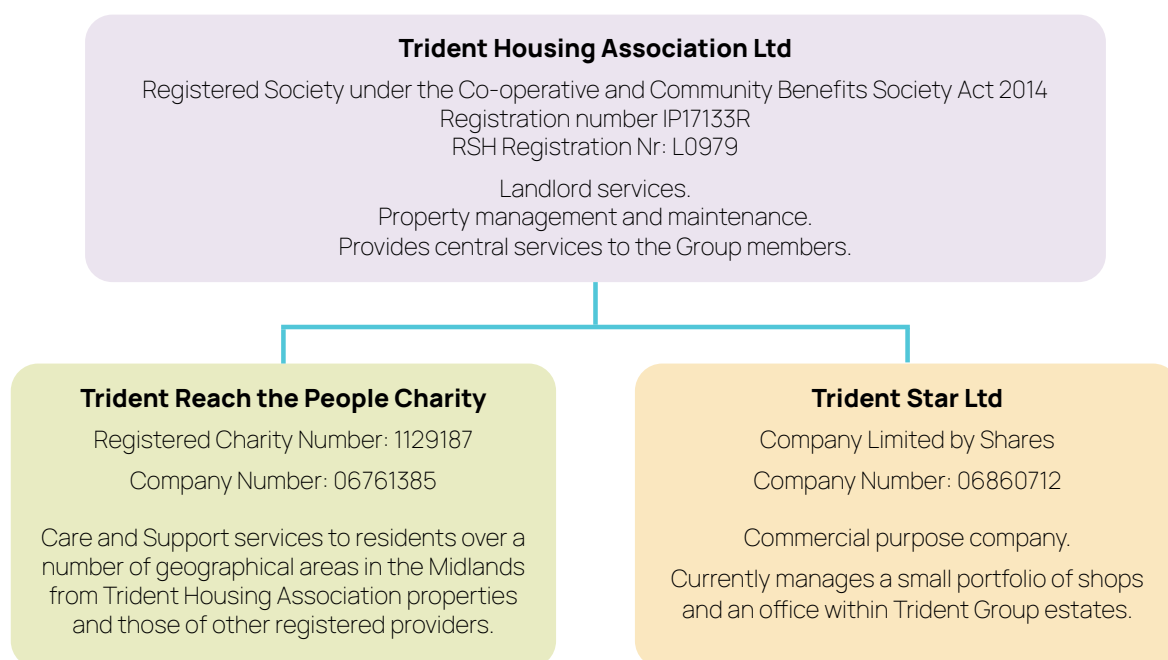 Trident Housing Association Ltd
Registered Society under the Co-operative and Community Benefits Society Act 2014
Registration number IP17133R
RSH Registration Nr: L0979
Landlord services.
Property management and maintenance.
Provides central services to the Group members.
Trident Reach the People Charity
Registered Charity Number: 1129187
Company Number: 06761385
Care and Support services to residents over a
number of geographical areas in the Midlands
from Trident Housing Association properties
and those of other registered providers.
Trident Star Ltd
Company Limited by Shares
Company Number: 06860712
Commercial purpose company.
Currently manages a small portfolio of shops
and an office within Trident Group estates.